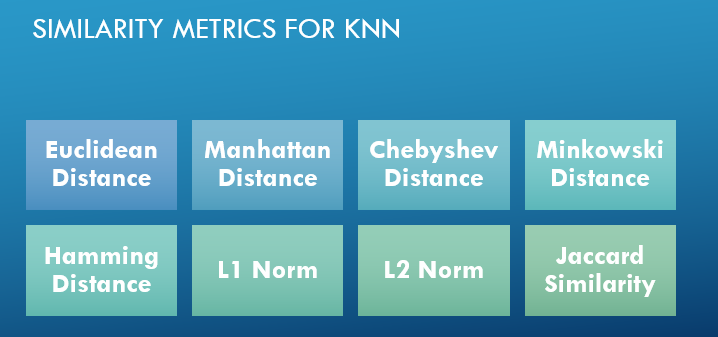 SIMILARITY METRICS FOR KNN
Euclidean
Distance
Manhattan
Distance
Chebyshev
Distance
Minkowski
Distance
Hamming
Distance
L1 Norm
L2 Norm
Jaccard
Similarity